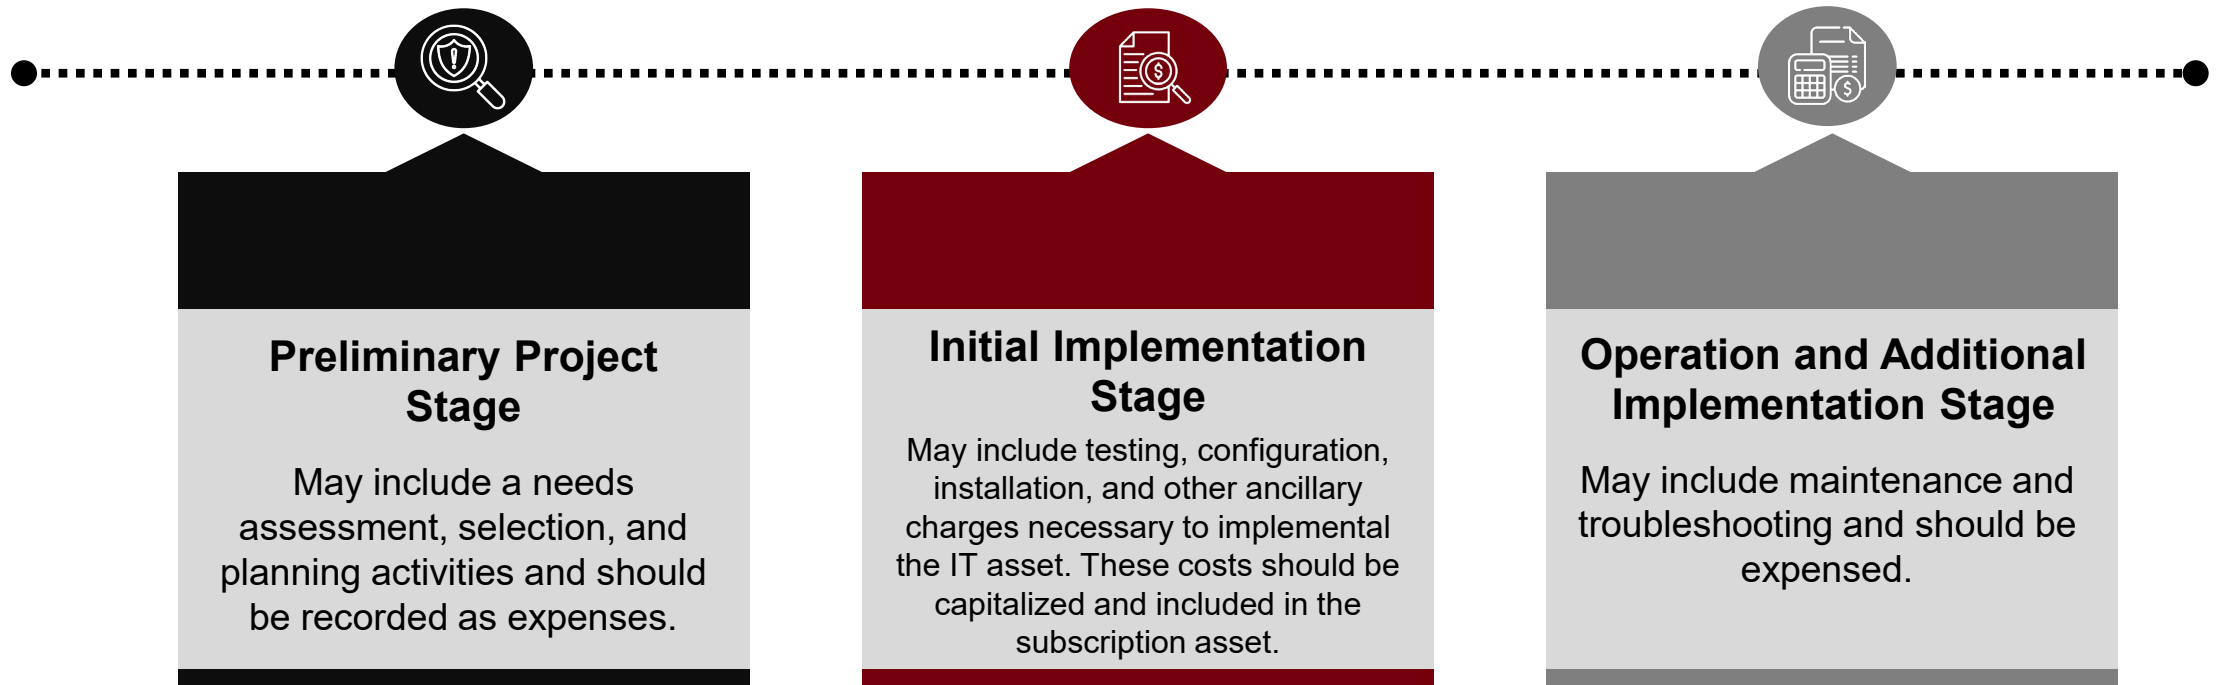 Preliminary Project
Stage
May include a needs
assessment, selection, and
planning activities and should
be recorded as expenses.
Initial Implementation
Stage
May include testing, configuration,
installation, and other ancillary
charges necessary to implemental
the IT asset. These costs should be
capitalized and included in the
subscription asset.
Operation and Additional
Implementation Stage
May include maintenance and
troubleshooting and should be
expensed.